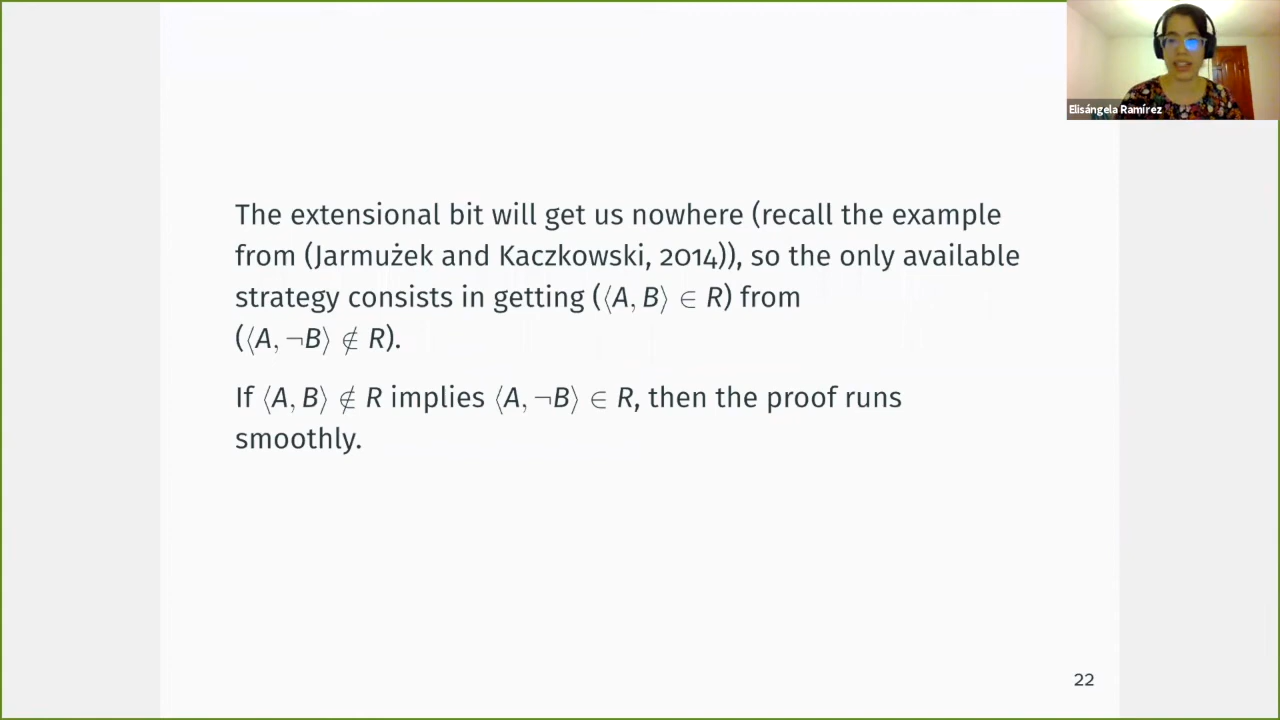 Elisángela Ramírez
The extensional bit will get us nowhere (recall the example
from (Jarmużek and Kaczkowski, 2014)), so the only available
strategy consists in getting (⟨A, B⟩ ∈ R) from
(⟨A, ¬B⟩ ∉ R).
If ⟨A, B⟩ ∉ R implies ⟨A, ¬B⟩ ∈ R, then the proof runs
smoothly.
22